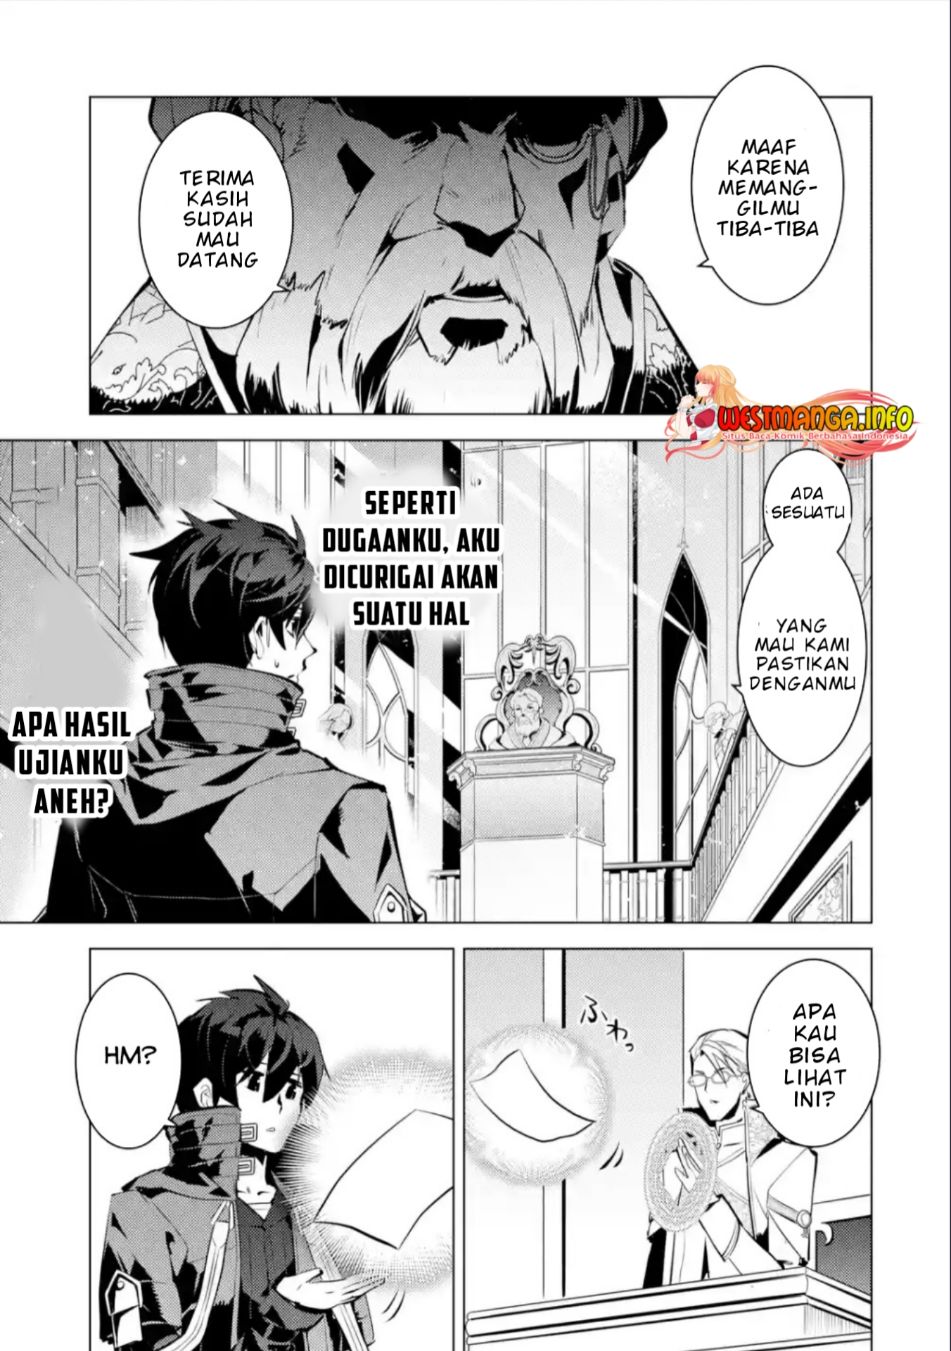 MAAF
KARENA
MEMANG-
GILMU
TIBA-TIBA
TERIMA
KASIH
SUDAH
MAU
DATANG
WESTMANGA.INFO
Situs Baca Komik Berbahasa Indonesia
ADA
SESUATU
YANG
MAU KAMI
PASTIKAN
DENGANMU
SEPERTI
DUGAANKU, AKU
DICURIGAI AKAN
SUATU HAL
APA HASIL
UJIANKU
ANEH?
APA
KAU
BISA
LIHAT
INI?
ふわっ
HM?